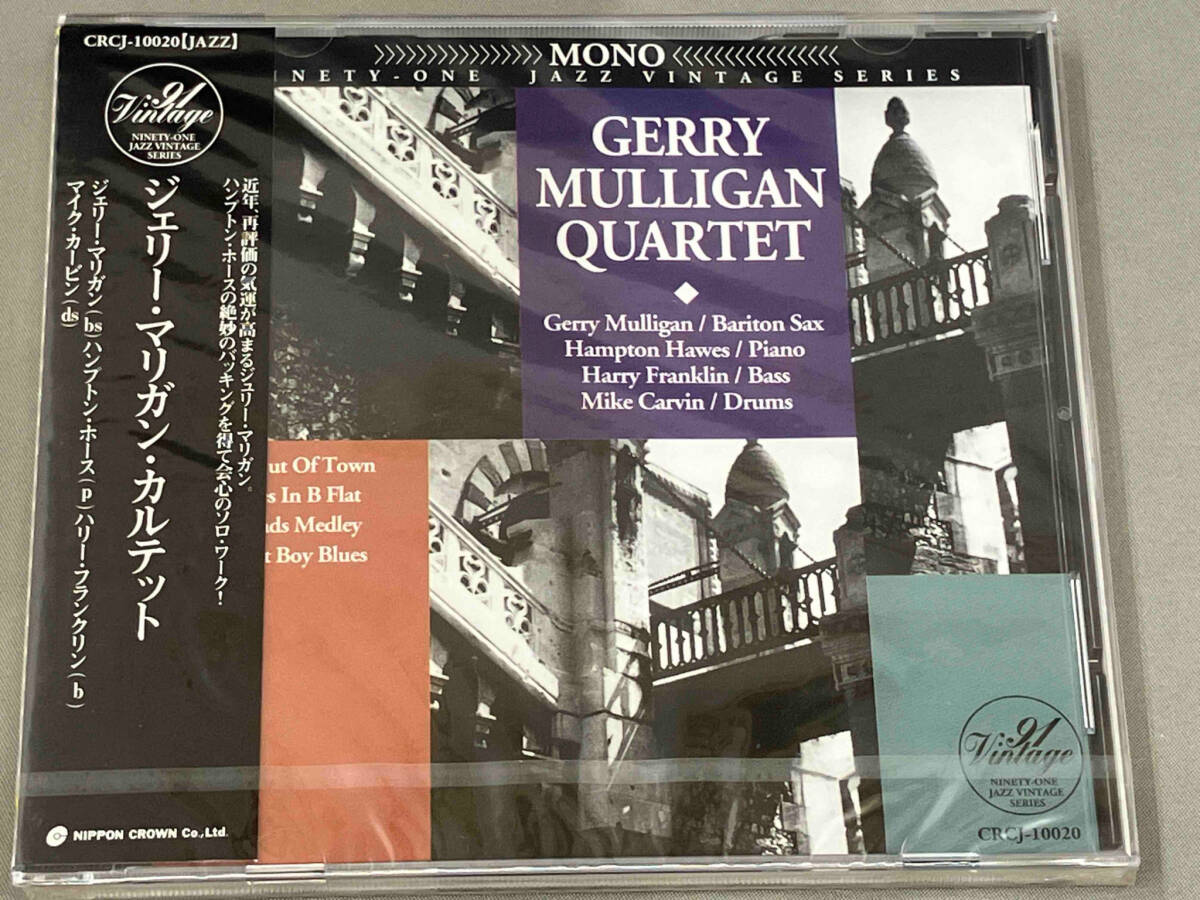 CRCJ-10020【JAZZ】
91
Vintage
NINETY-ONE
JAZZ VINTAGE
SERIES
近年、再評価の気運が高まるジェリー・マリガン。
ハンプトン・ホースの絶妙のバッキングを得て会心のソロ・ワーク!
ジェリー・マリガン・カルテット
ジェリー・マリガン(bs)ハンプトン・ホース(p)ハリー・フランクリン(b)
マイク・カービン(ds)
NIPPON CROWN Co.,Ltd.
MONO
INETY-ONE JAZZ VINTAGE SERIES
GERRY
MULLIGAN
QUARTET
Gerry Mulligan / Bariton Sax
Hampton Hawes / Piano
Harry Franklin / Bass
Mike Carvin / Drums
ut Of Town
s In B Flat
ds Medley
t Boy Blues
91
Vintage
NINETY-ONE
JAZZ VINTAGE
SERIES
CRCJ-10020